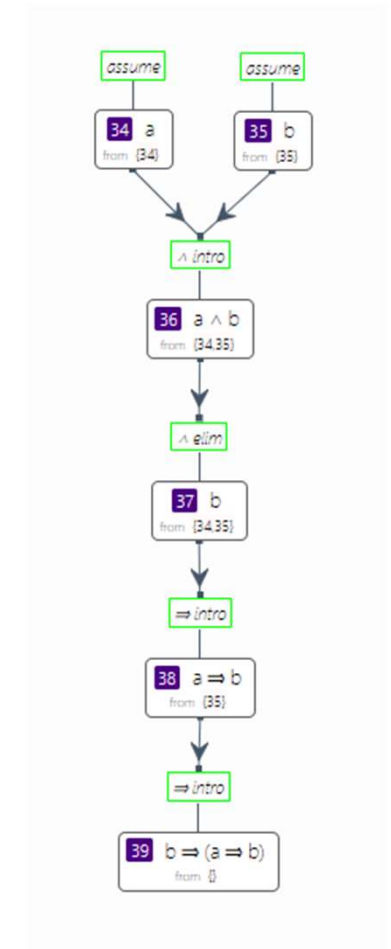 assume
assume
34 a
from {34}
35 b
from {35}
∧ intro
36 a ∧ b
from {34,35}
∧ elim
37 b
from {34,35}
⇒ intro
38 a ⇒ b
from {35}
⇒ intro
39 b ⇒ (a ⇒ b)
from {}